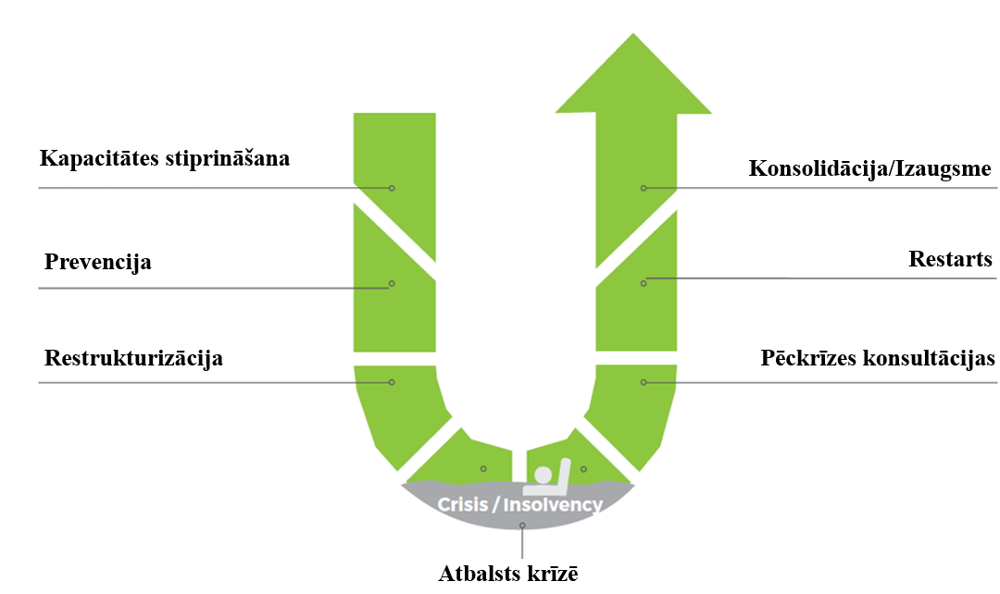 Kapacitātes stiprināšana
Konsolidācija/Izaugsme
Prevencija
Restarts
Restrukturizācija
Pēckrīzes konsultācijas
Crisis / Insolvency
Atbalsts krīzē